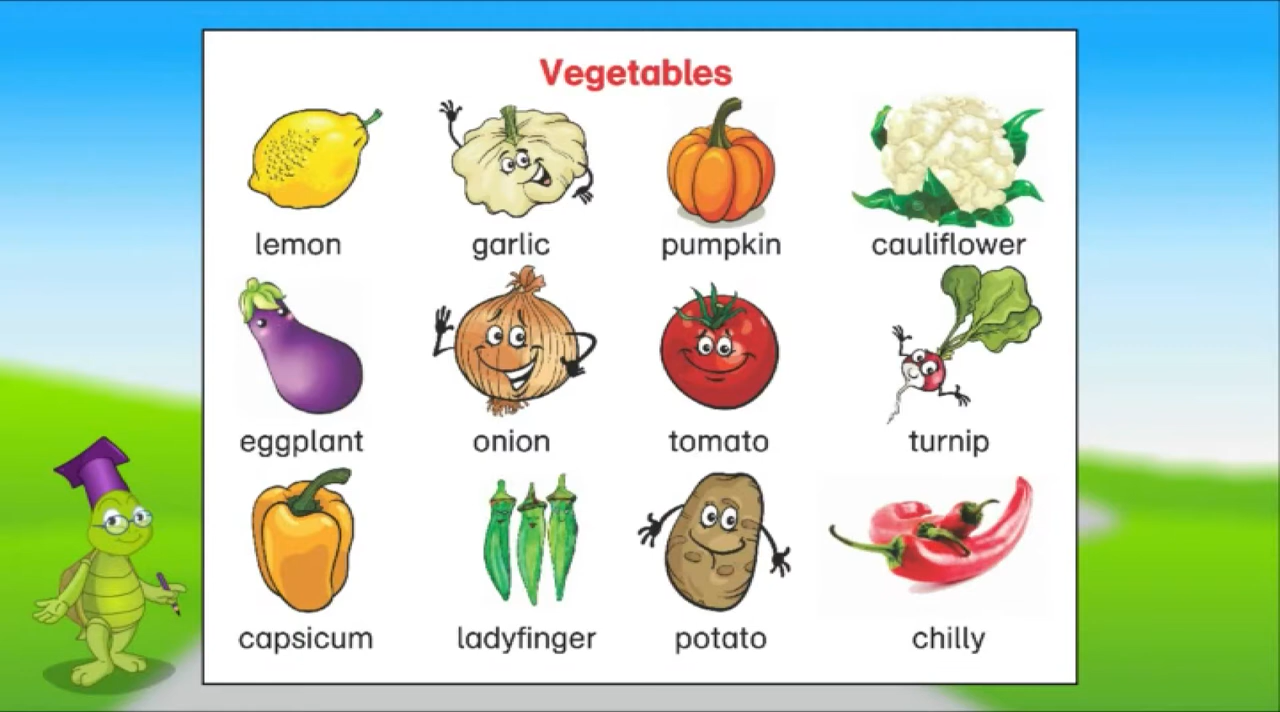 Vegetables
lemon garlic pumpkin cauliflower
eggplant onion tomato turnip
capsicum ladyfinger potato chilly